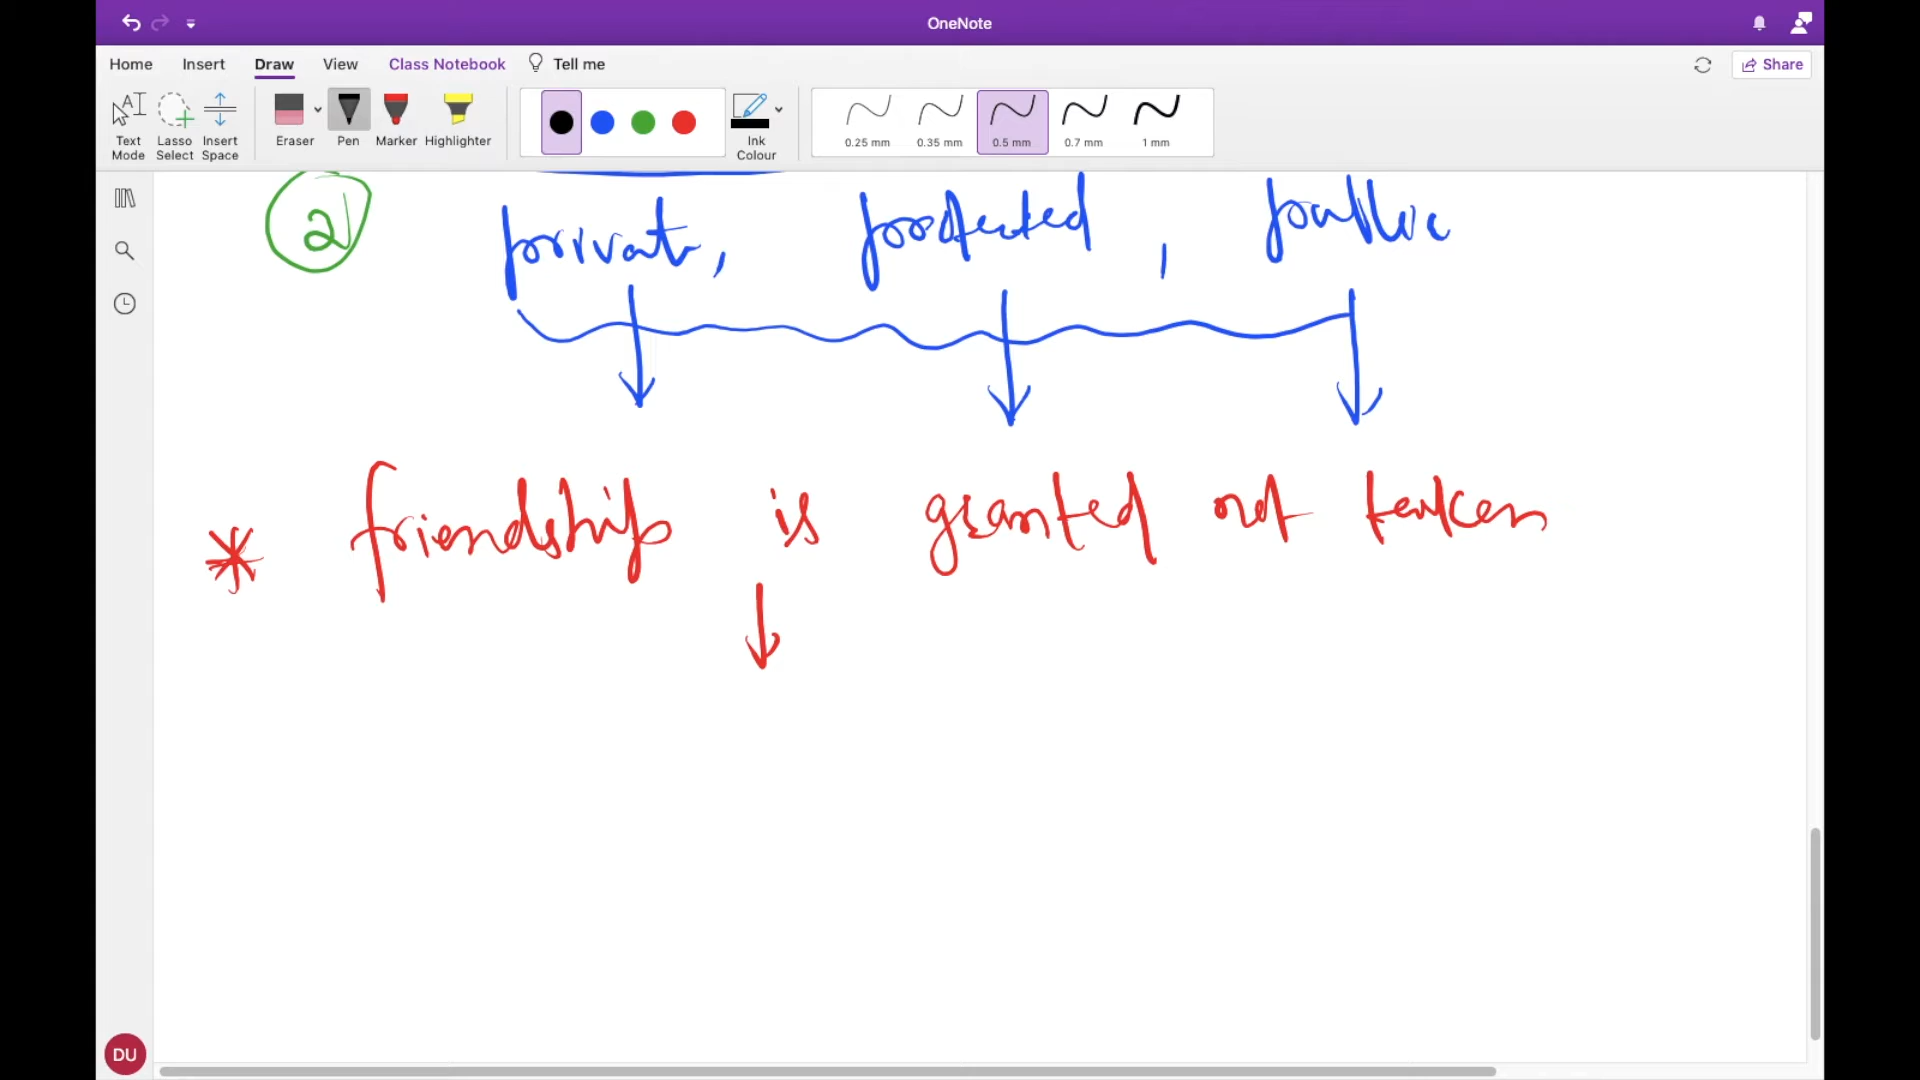 OneNote
Home Insert Draw View Class Notebook Tell me Share
Text Mode
Lasso Select
Insert Space
Eraser
Pen
Marker
Highlighter
Ink Colour
0.25 mm 0.35 mm 0.5 mm 0.7 mm 1 mm
2
private, protected, public
* friendship is granted not taken
DU